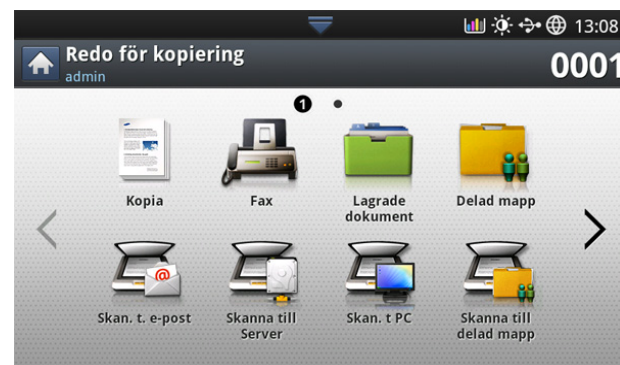 13:08
Redo för kopiering
admin
0001
1
Kopia
Fax
Lagrade
dokument
Delad mapp
Skan. t. e-post
Skanna till
Server
Skan. t PC
Skanna till
delad mapp